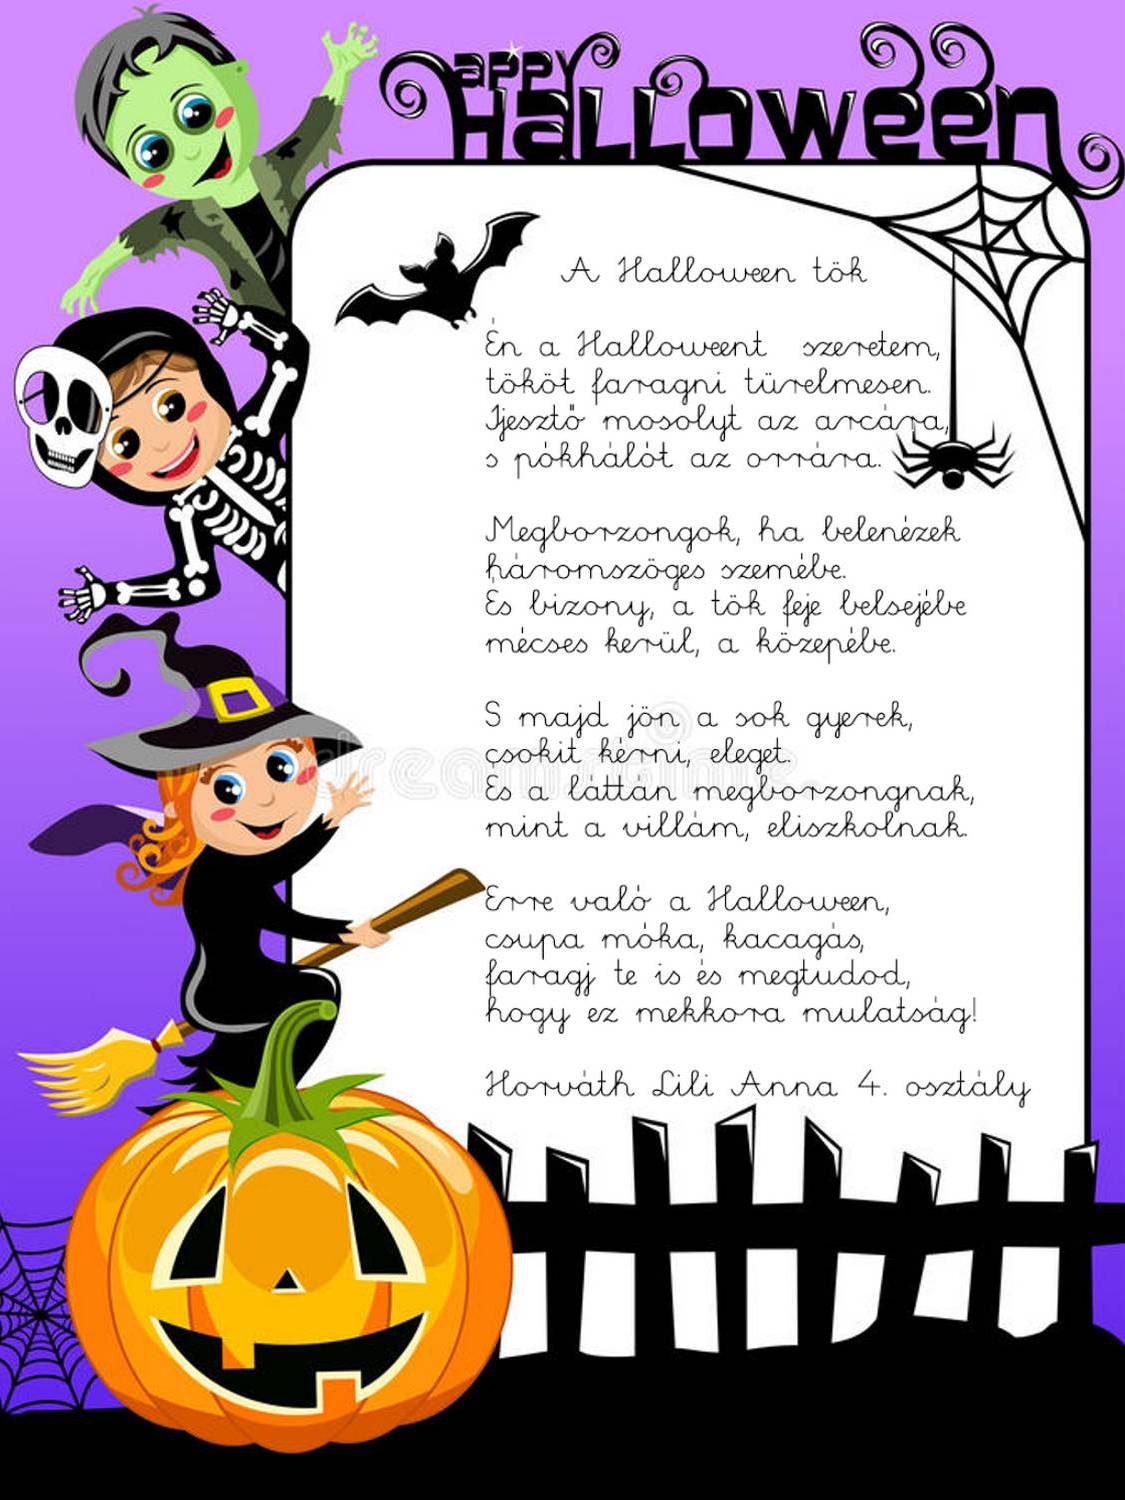 Happy
Halloween
A Halloween tök
Én a Halloweent szeretem,
tököt faragni türelmesen.
Ijesztő mosolyt az arcára,
s pókhálót az orrára.
Megborzongok, ha belenézek
háromszöges szemébe.
És bizony, a tök feje belsejébe
mécses kerül, a közepébe.
S majd jön a sok gyerek,
csokit kérni, eleget.
És a láttán megborzongnak,
mint a villám, eliszkolnak.
Erre való a Halloween,
csupa móka, kacagás,
faragj te is és megtudod,
hogy ez mekkora mulatság!
Horváth Lili Anna 4. osztály
dreamstime